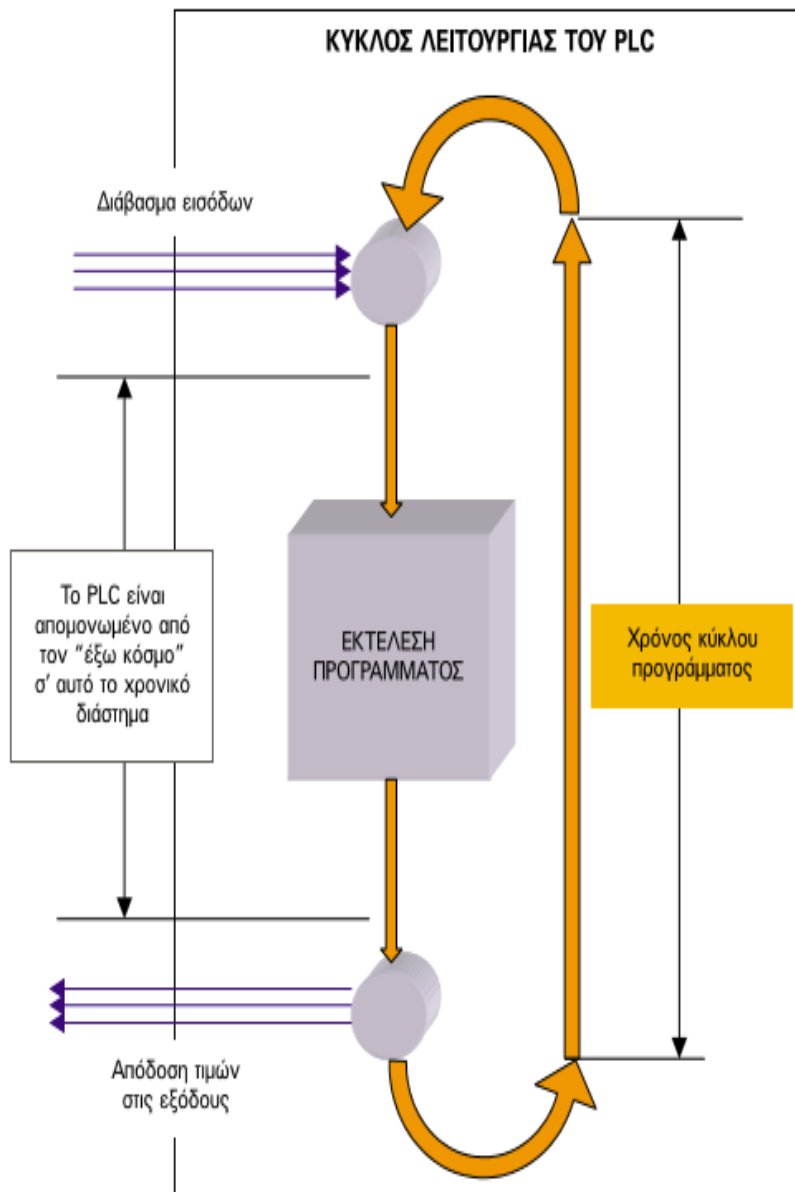 ΚΥΚΛΟΣ ΛΕΙΤΟΥΡΓΙΑΣ ΤΟΥ PLC
Διάβασμα εισόδων
Το PLC είναι
απομονωμένο από
τον "έξω κόσμο"
σ' αυτό το χρονικό
διάστημα
ΕΚΤΕΛΕΣΗ
ΠΡΟΓΡΑΜΜΑΤΟΣ
Χρόνος κύκλου
προγράμματος
Απόδοση τιμών
στις εξόδους